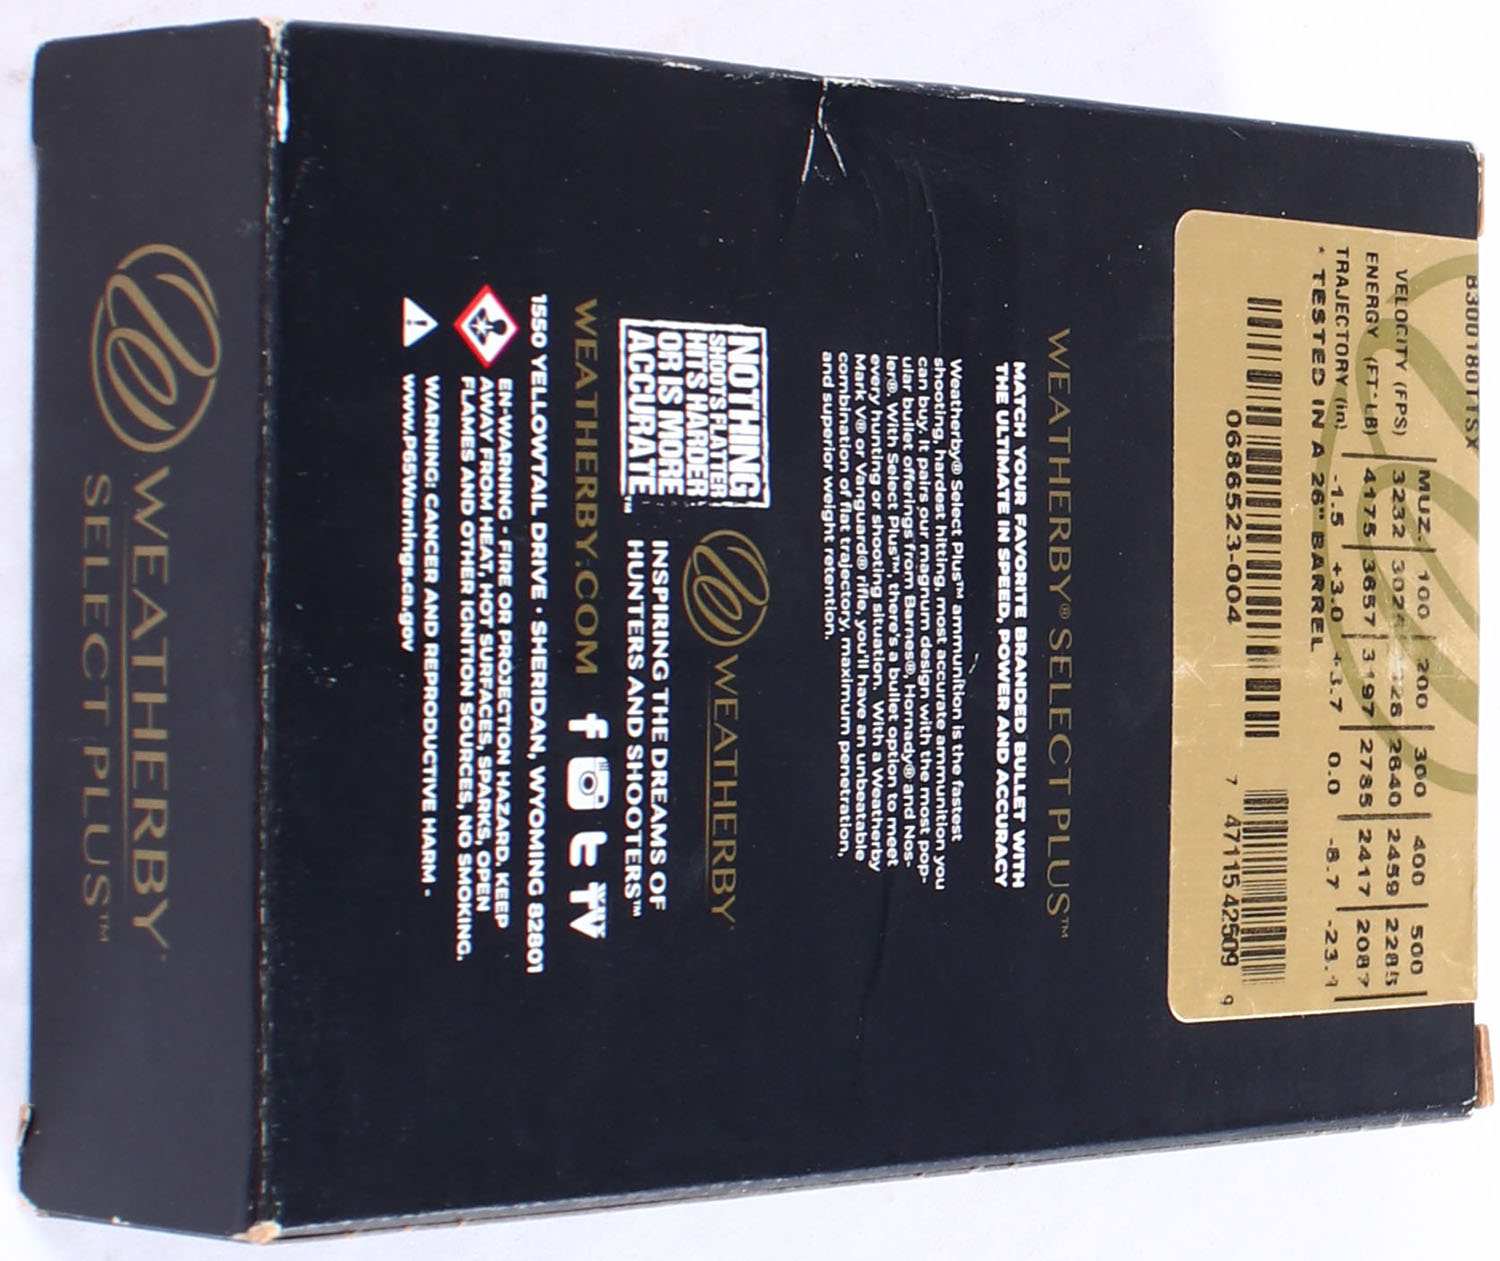 WEATHERBY
SELECT PLUS™
VELOCITY (FPS)
ENERGY (FT-LB)
TRAJECTORY (in)
MUZ. 100 200 300 400 500
3232 2640 2459 2285
4175 3657 3197 2785 2417 2087
-1.5 +3.0 +3.7 0.0 -8.7
* TESTED IN A 26" BARREL
0686523-004
7 47115 42509 9
WEATHERBY® SELECT PLUS™
MATCH YOUR FAVORITE BRANDED BULLET WITH
THE ULTIMATE IN SPEED, POWER AND ACCURACY
Weatherby® Select Plus™ ammunition is the fastest
shooting, hardest hitting, most accurate ammunition you
can buy. It pairs our magnum design with the most pop-
ular bullet offerings from Barnes®, Hornady® and Nos-
ler®. With Select Plus™, there's a bullet option to meet
every hunting or shooting situation. With a Weatherby
Mark V® or Vanguard® rifle, you'll have an unbeatable
combination of flat trajectory, maximum penetration,
and superior weight retention.
NOTHING
SHOOTS FLATTER
HITS HARDER
OR IS MORE
ACCURATE™
WEATHERBY
INSPIRING THE DREAMS OF
HUNTERS AND SHOOTERS™
WEATHERBY.COM
1550 YELLOWTAIL DRIVE · SHERIDAN, WYOMING 82801
EN-WARNING - FIRE OR PROJECTION HAZARD. KEEP
AWAY FROM HEAT, HOT SURFACES, SPARKS, OPEN
FLAMES AND OTHER IGNITION SOURCES, NO SMOKING.
WARNING: CANCER AND REPRODUCTIVE HARM -
www.P65Warnings.ca.gov